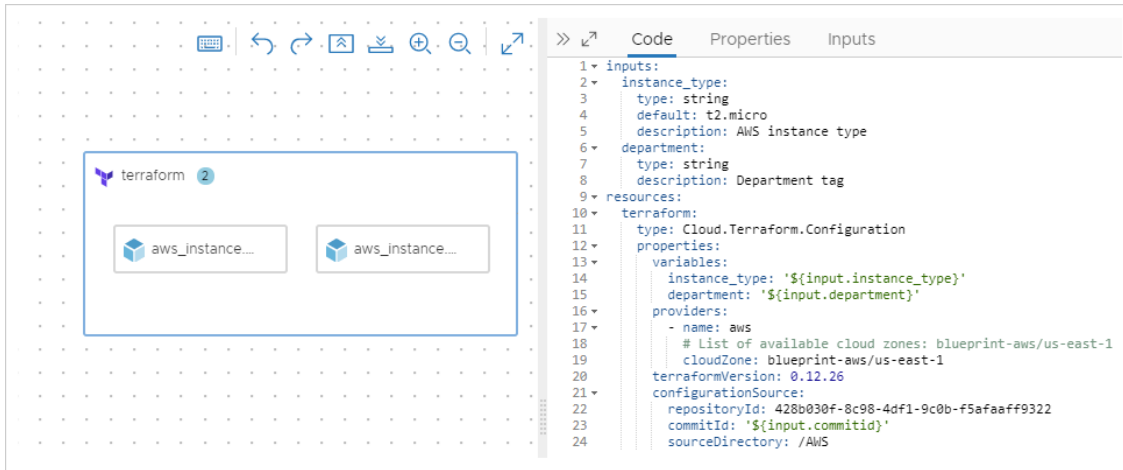 Code Properties Inputs
terraform 2
aws_instance.... aws_instance....
1 inputs:
2 instance_type:
3 type: string
4 default: t2.micro
5 description: AWS instance type
6 department:
7 type: string
8 description: Department tag
9 resources:
10 terraform:
11 type: Cloud.Terraform.Configuration
12 properties:
13 variables:
14 instance_type: '${input.instance_type}'
15 department: '${input.department}'
16 providers:
17 - name: aws
18 # List of available cloud zones: blueprint-aws/us-east-1
19 cloudZone: blueprint-aws/us-east-1
20 terraformVersion: 0.12.26
21 configurationSource:
22 repositoryId: 428b030f-8c98-4df1-9c0b-f5afaaff9322
23 commitId: '${input.commitid}'
24 sourceDirectory: /AWS